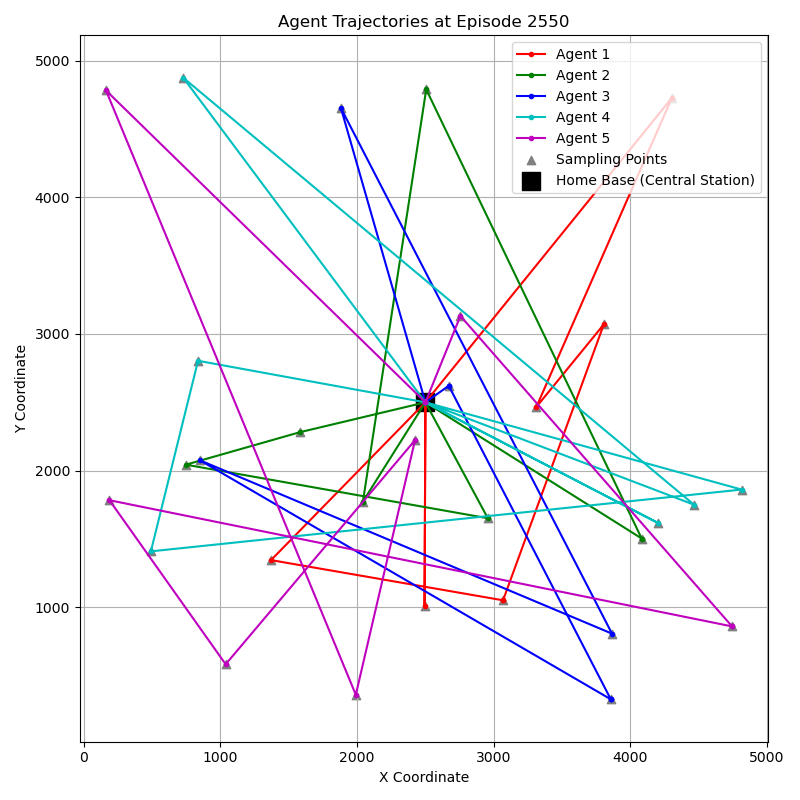 Agent Trajectories at Episode 2550
Agent 1
Agent 2
Agent 3
Agent 4
Agent 5
Sampling Points
Home Base (Central Station)
Y Coordinate
5000
4000
3000
2000
1000
0
1000
2000
3000
4000
5000
X Coordinate